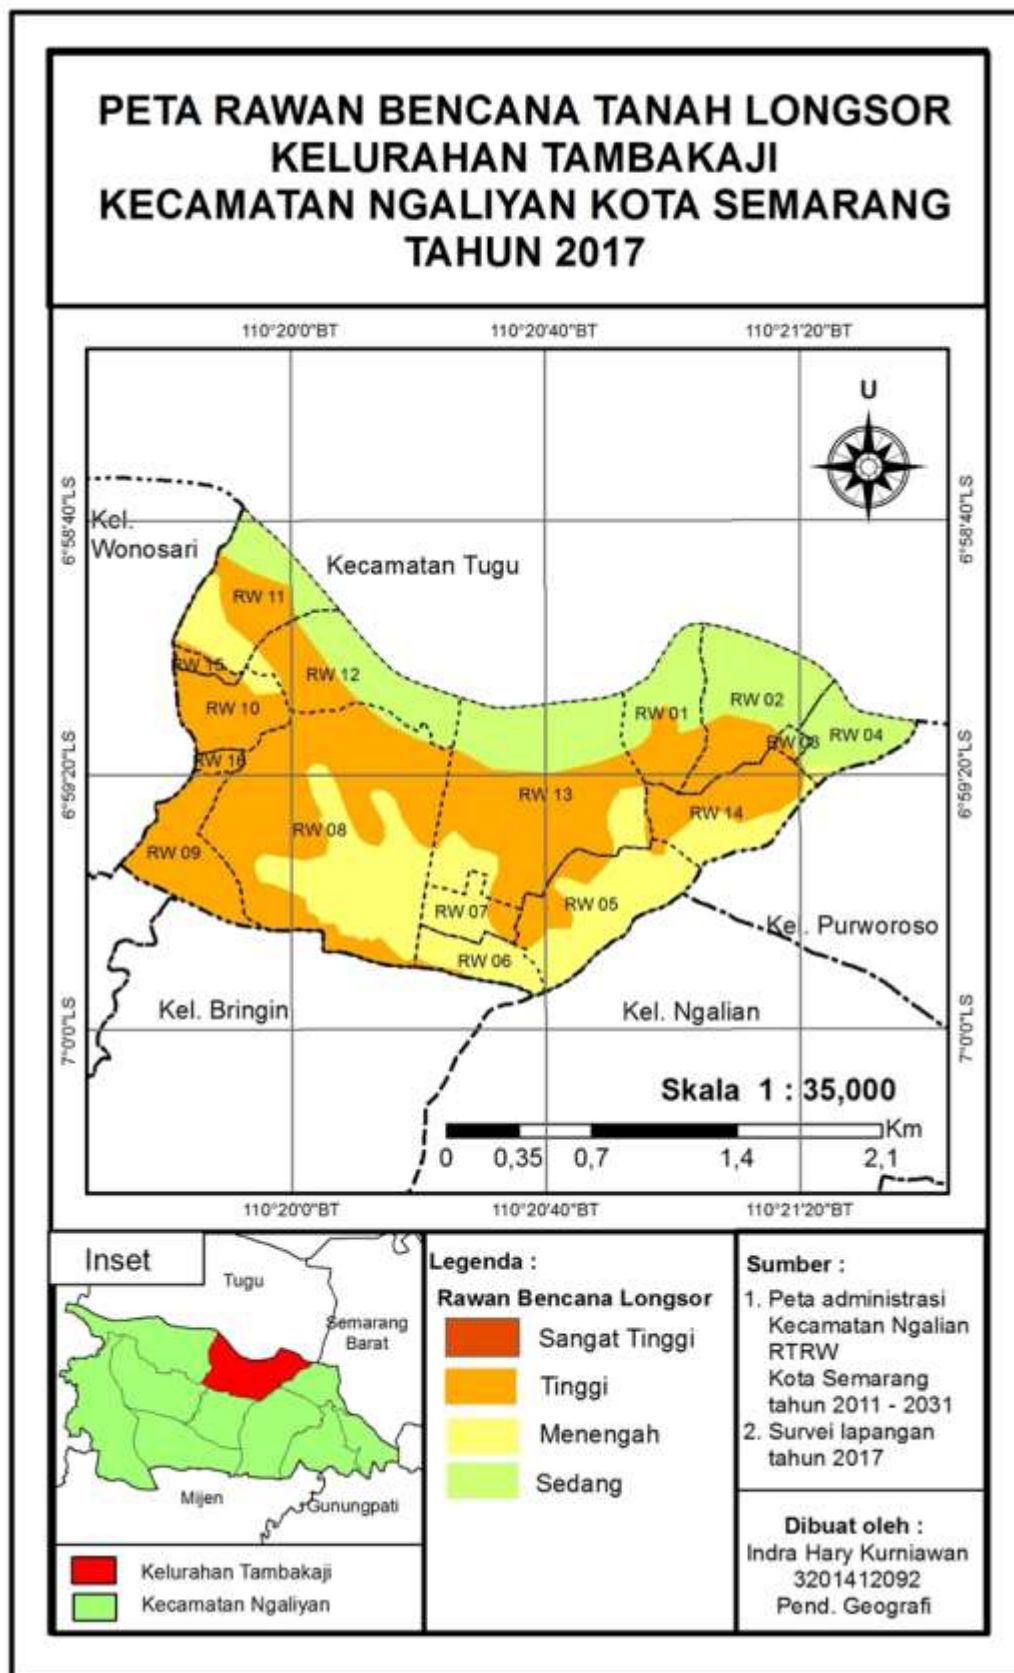 PETA RAWAN BENCANA TANAH LONGSOR
KELURAHAN TAMBAKAJI
KECAMATAN NGALIYAN KOTA SEMARANG
TAHUN 2017
110°20'0"BT
110°20'40"BT
110°21'20"BT
U
6°58'40"LS
6°58'40"LS
Kel.
Wonosari
Kecamatan Tugu
RW 11
RW 15
RW 12
RW 10
RW 02
RW 01
RW 03
RW 04
RW 16
6°59'20"LS
6°59'20"LS
RW 13
RW 14
RW 08
RW 09
RW 07
RW 05
RW 06
Kel. Purworoso
Kel. Bringin
Kel. Ngalian
7°0'0"LS
7°0'0"LS
Skala 1 : 35,000
Km
0 0,35 0,7 1,4 2,1
110°20'0"BT
110°20'40"BT
110°21'20"BT
Inset
Tugu
Semarang
Barat
Mijen
Gunungpati
Kelurahan Tambakaji
Kecamatan Ngaliyan
Legenda :
Rawan Bencana Longsor
Sangat Tinggi
Tinggi
Menengah
Sedang
Sumber :
1. Peta administrasi
Kecamatan Ngalian
RTRW
Kota Semarang
tahun 2011 - 2031
2. Survei lapangan
tahun 2017
Dibuat oleh :
Indra Hary Kurniawan
3201412092
Pend. Geografi